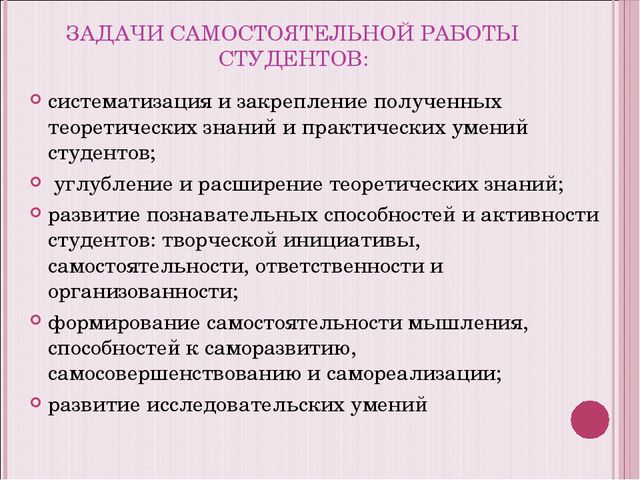 ЗАДАЧИ САМОСТОЯТЕЛЬНОЙ РАБОТЫ
СТУДЕНТОВ:
систематизация и закрепление полученных
теоретических знаний и практических умений
студентов;
углубление и расширение теоретических знаний;
развитие познавательных способностей и активности
студентов: творческой инициативы,
самостоятельности, ответственности и
организованности;
формирование самостоятельности мышления,
способностей к саморазвитию,
самосовершенствованию и самореализации;
развитие исследовательских умений